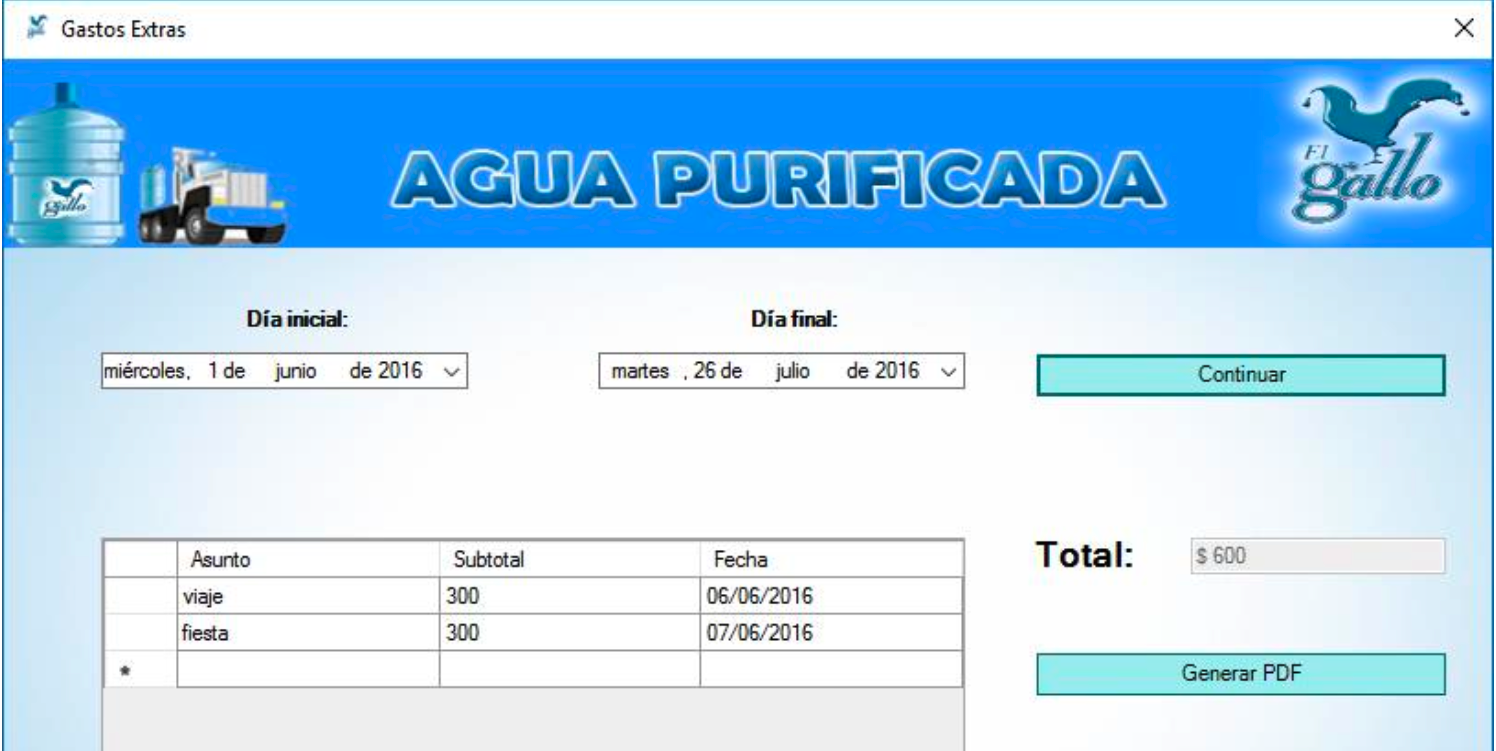 Gastos Extras
gallo
AGUA PURIFICADA
El
gallo
Día inicial:
Día final:
miércoles, 1 de junio de 2016
martes , 26 de julio de 2016
Continuar
Asunto Subtotal Fecha
Total: $ 600
viaje 300 06/06/2016
fiesta 300 07/06/2016
*
Generar PDF